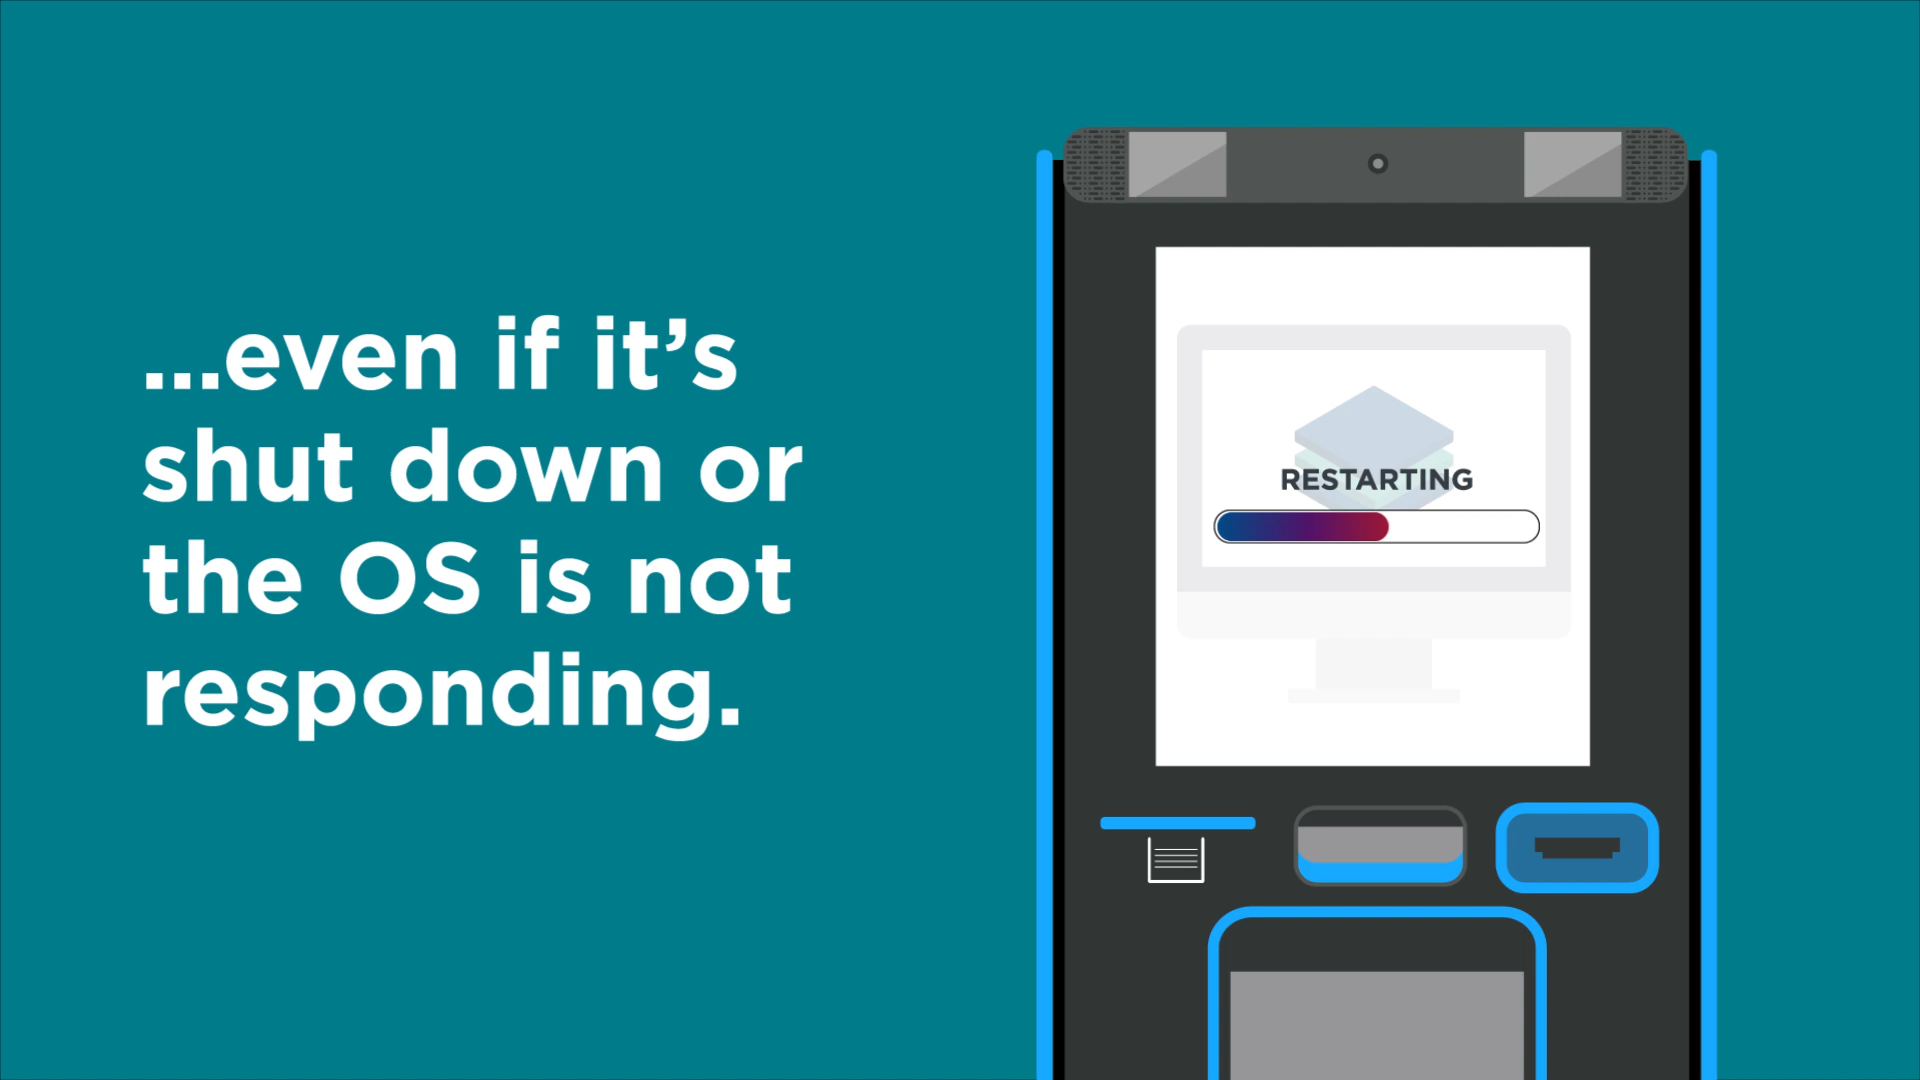 ...even if it’s
shut down or
the OS is not
responding.
RESTARTING